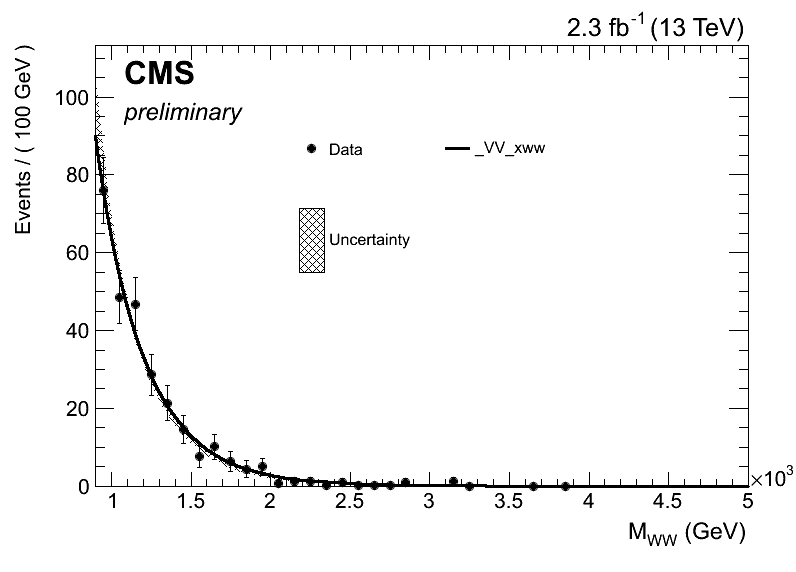 2.3 fb⁻¹ (13 TeV)
CMS
preliminary
Events / ( 100 GeV )
Data
_VV_xww
Uncertainty
100
80
60
40
20
0
1 1.5 2 2.5 3 3.5 4 4.5 5
×10³
M_WW (GeV)